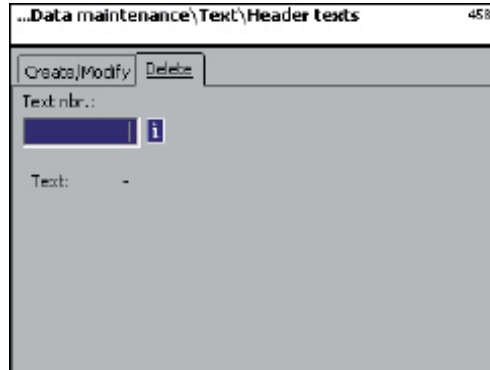 ...Data maintenance\Text\Header texts 458
Create/Modify Delete
Text nbr.:
i
Text: -